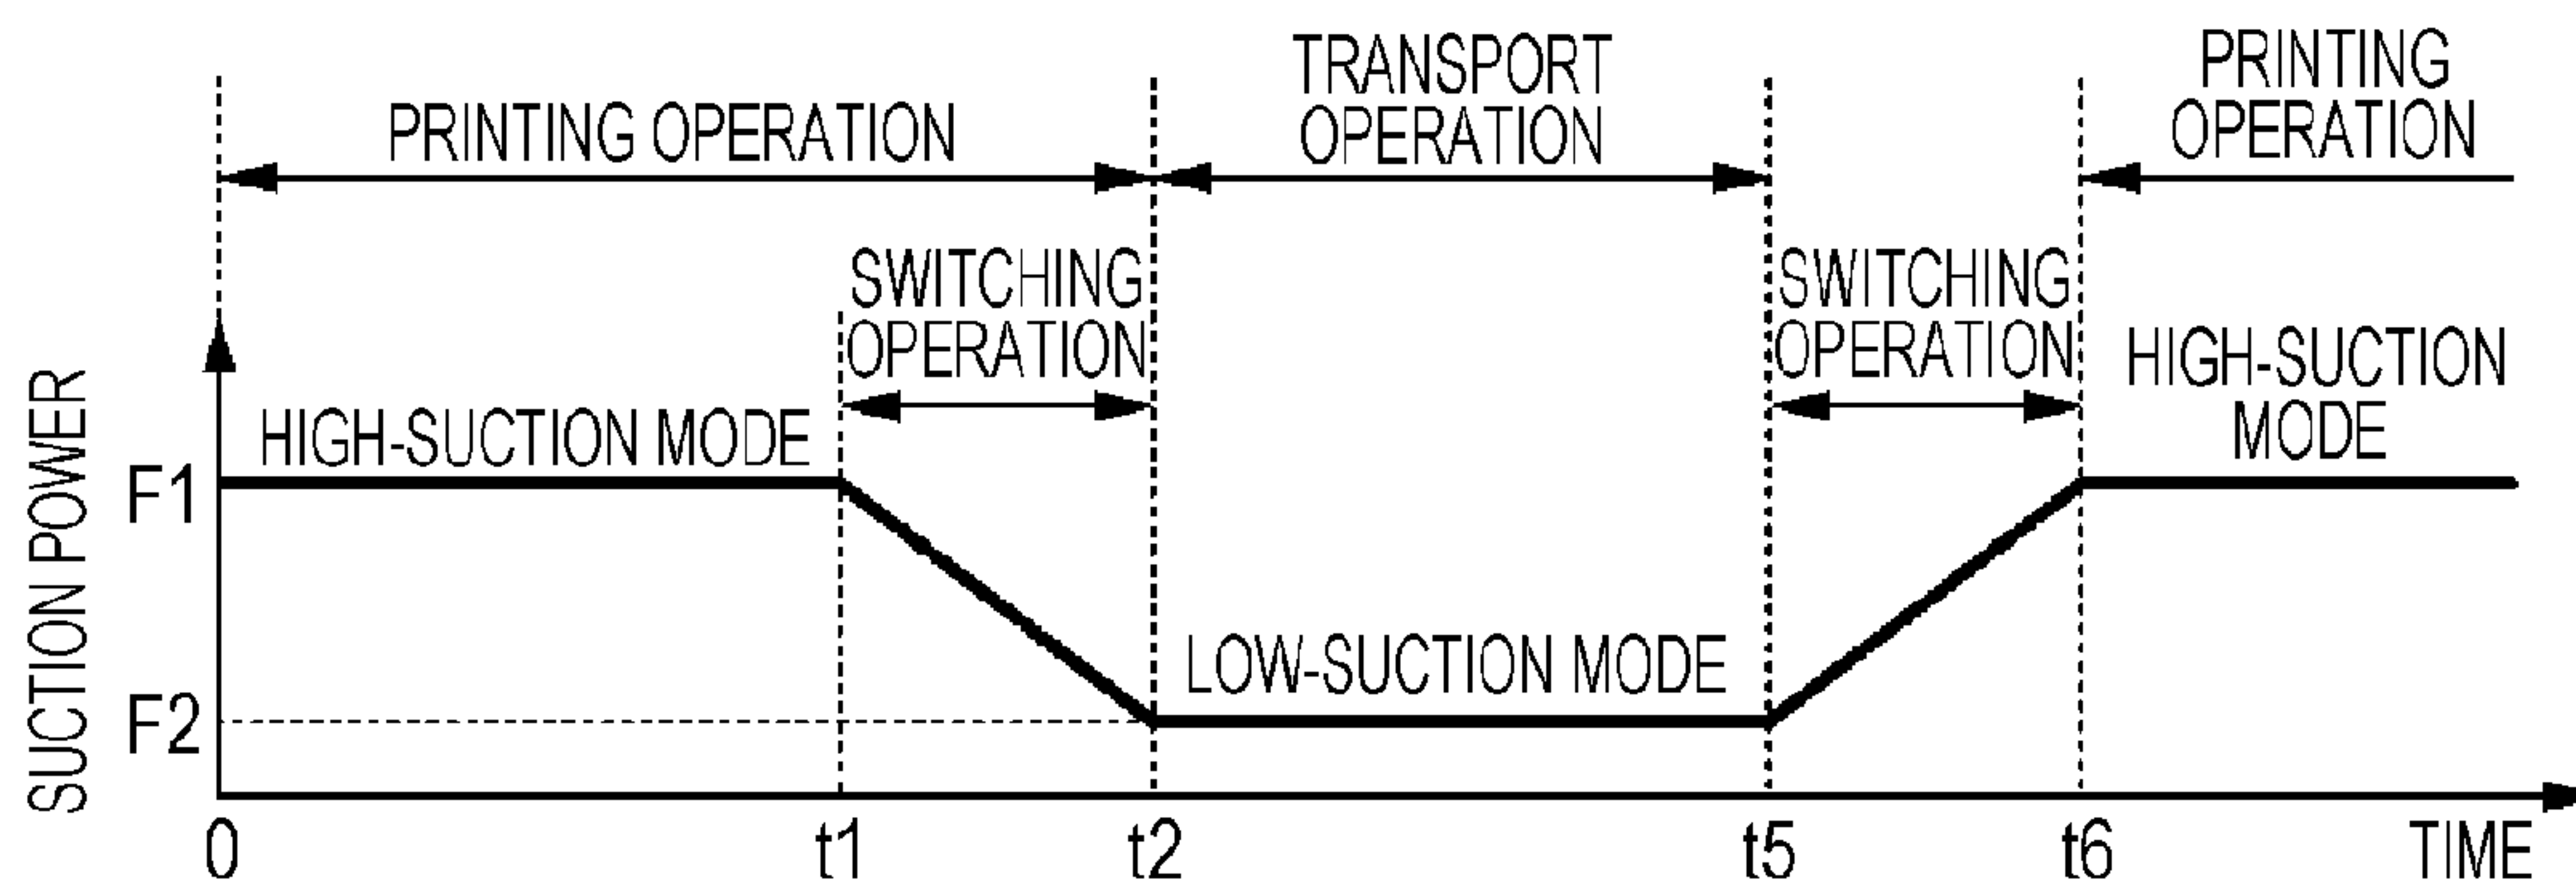 TRANSPORT
OPERATION
PRINTING
OPERATION
PRINTING OPERATION
SWITCHING
OPERATION
SWITCHING
OPERATION
HIGH-SUCTION
MODE
HIGH-SUCTION MODE
SUCTION POWER
F1
LOW-SUCTION MODE
F2
0
t1
t2
t5
t6
TIME